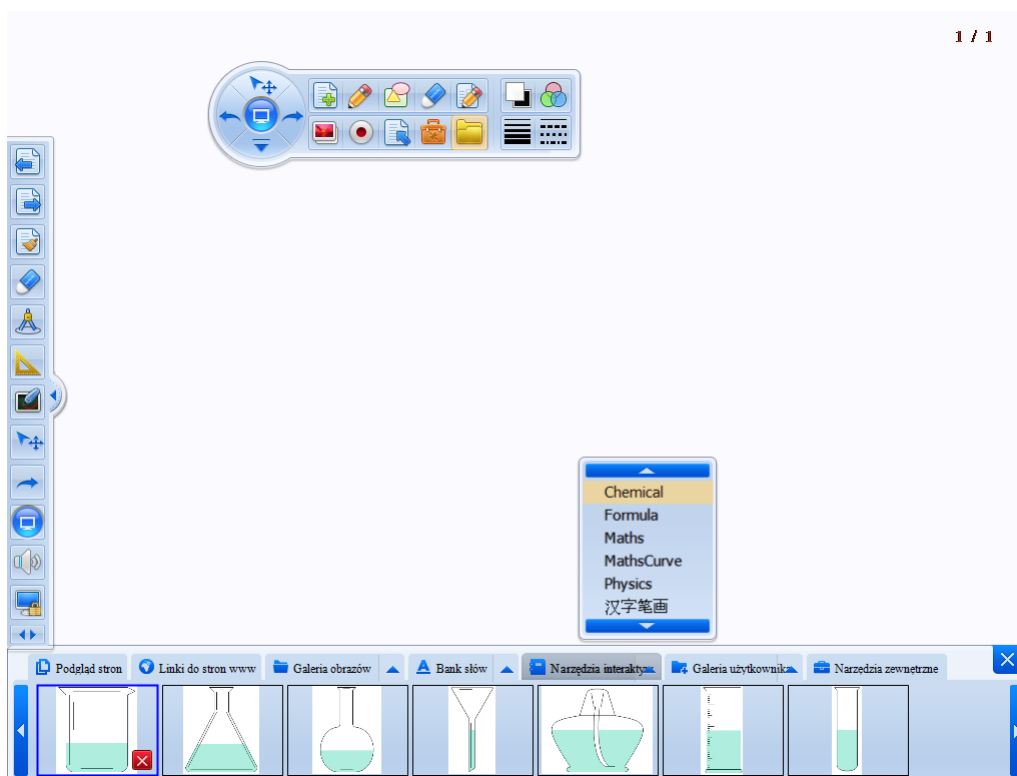 1 / 1
Chemical
Formula
Maths
MathsCurve
Physics
汉字笔画
Podgląd stron Linki do stron www Galeria obrazów Bank słów Narzędzia interakty Galeria użytkownika Narzędzia zewnętrzne